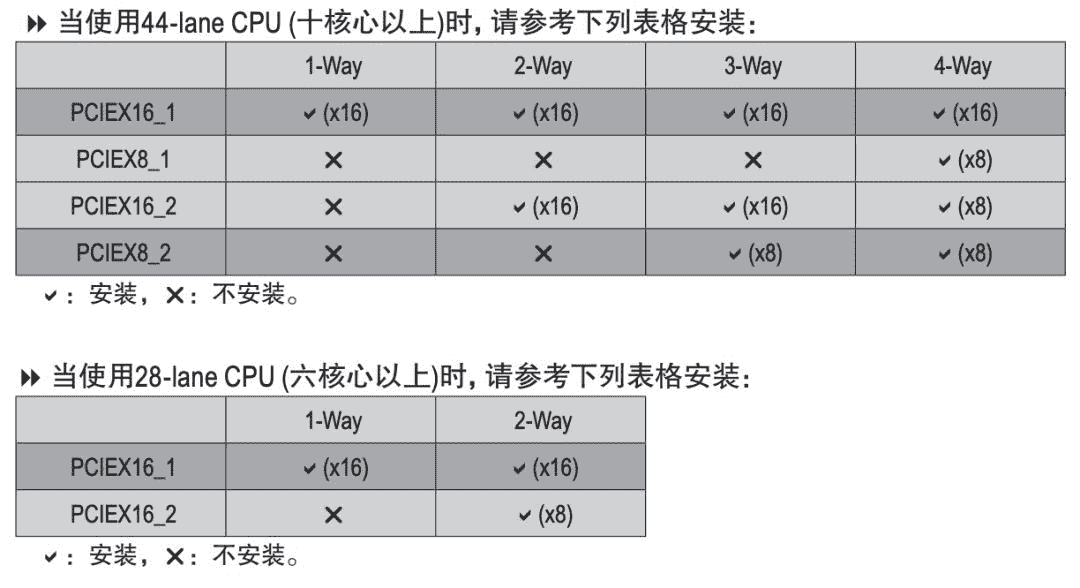 ▸▸ 当使用44-lane CPU (十核心以上)时, 请参考下列表格安装:
1-Way 2-Way 3-Way 4-Way
PCIEX16_1 ✓(x16) ✓(x16) ✓(x16) ✓(x16)
PCIEX8_1 ✕ ✕ ✕ ✓(x8)
PCIEX16_2 ✕ ✓(x16) ✓(x16) ✓(x8)
PCIEX8_2 ✕ ✕ ✓(x8) ✓(x8)
✓: 安装, ✕: 不安装。
▸▸ 当使用28-lane CPU (六核心以上)时, 请参考下列表格安装:
1-Way 2-Way
PCIEX16_1 ✓(x16) ✓(x16)
PCIEX16_2 ✕ ✓(x8)
✓: 安装, ✕: 不安装。